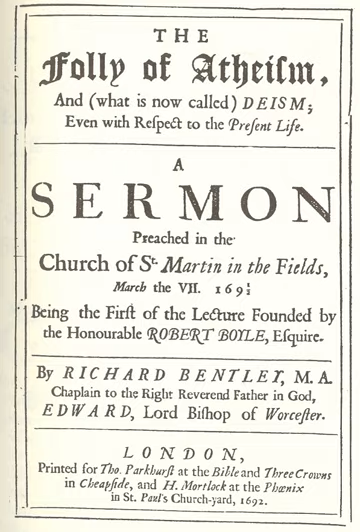 THE
Folly of Atheiſm,
And (what is now called) DEISM;
Even with Reſpect to the Preſent Life.
A
SERMON
Preached in the
Church of St. Martin in the Fields,
March the VII. 169½
Being the Firſt of the Lecture Founded by
the Honourable ROBERT BOYLE, Eſquire.
By RICHARD BENTLEY, M. A.
Chaplain to the Right Reverend Father in God,
EDWARD, Lord Biſhop of Worceſter.
LONDON,
Printed for Tho. Parkhurſt at the Bible and Three Crowns
in Cheapſide, and H. Mortlock at the Phœnix
in St. Paul's Church-yard, 1692.